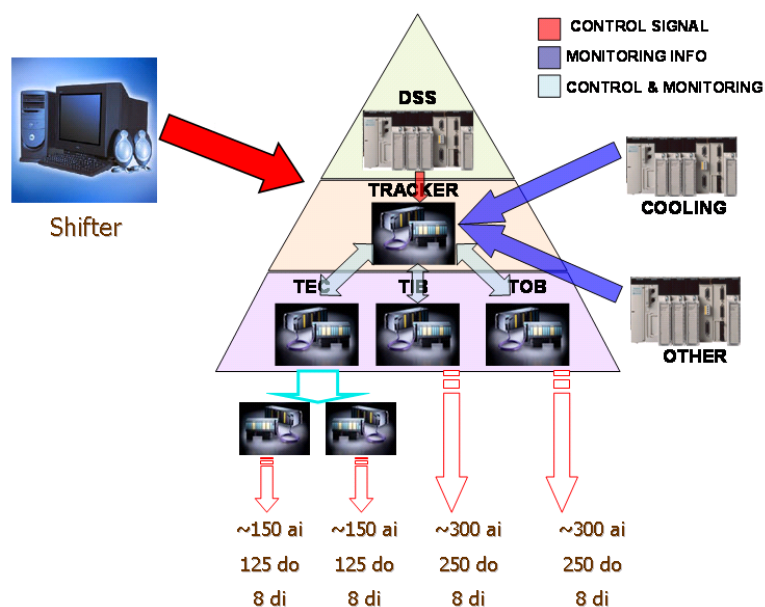 CONTROL SIGNAL
MONITORING INFO
CONTROL & MONITORING
DSS
Shifter
TRACKER
COOLING
TEC TIB TOB
OTHER
~150 ai ~150 ai ~300 ai ~300 ai
125 do 125 do 250 do 250 do
8 di 8 di 8 di 8 di